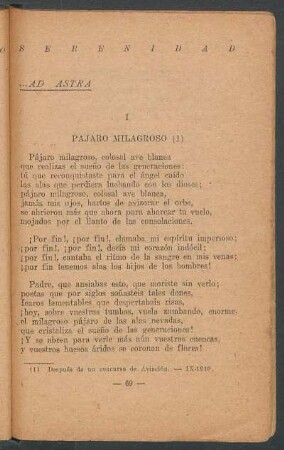 O SERENIDAD
...AD ASTRA
I
PAJARO MILAGROSO (1)
Pájaro milagroso, colosal ave blanca
que realizas el sueño de las generaciones;
tú que reconquistaste para el ángel caído
las alas que perdiera luchando con los dioses;
pájaro milagroso, colosal ave blanca,
jamás mis ojos, hartos de avizorar el orbe,
se abrieron más que ahora para abarcar tu vuelo,
mojados por el llanto de las consolaciones.
¡Por fin!, ¡por fin!, clamaba mi espíritu imperioso;
¡por fin!, ¡por fin!, decía mi corazón indócil;
¡por fin!, cantaba el ritmo de la sangre en mis venas;
¡por fin tenemos alas los hijos de los hombres!
Padre, que ansiabas esto, que moriste sin verlo;
poetas que por siglos soñasteis tales dones,
Ícaros lamentables que despertabais risas,
¡hoy, sobre vuestras tumbas, vuela zumbando, enorme,
el milagroso pájaro de las alas nevadas,
que cristaliza el sueño de las generaciones!
¡Y se abren para verle más aún vuestras cuencas,
y vuestros huesos áridos se coronan de flores!
(1) Después de un concurso de Aviación. — IX-1910
— 69 —